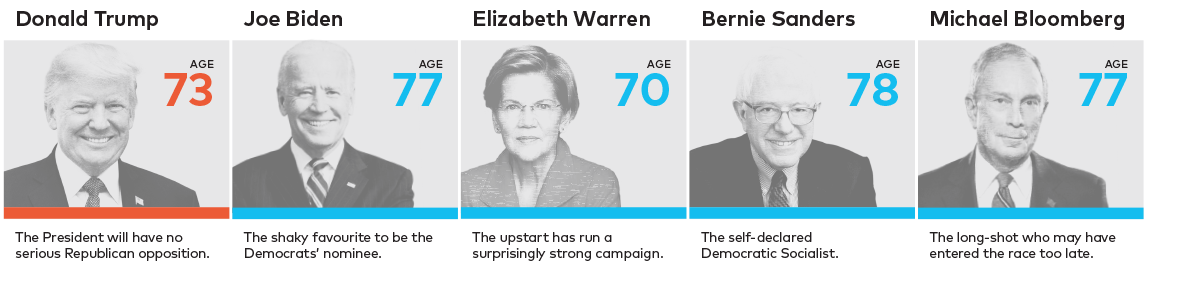 Donald Trump
AGE
73
The President will have no
serious Republican opposition.
Joe Biden
AGE
77
The shaky favourite to be the
Democrats’ nominee.
Elizabeth Warren
AGE
70
The upstart has run a
surprisingly strong campaign.
Bernie Sanders
AGE
78
The self-declared
Democratic Socialist.
Michael Bloomberg
AGE
77
The long-shot who may have
entered the race too late.